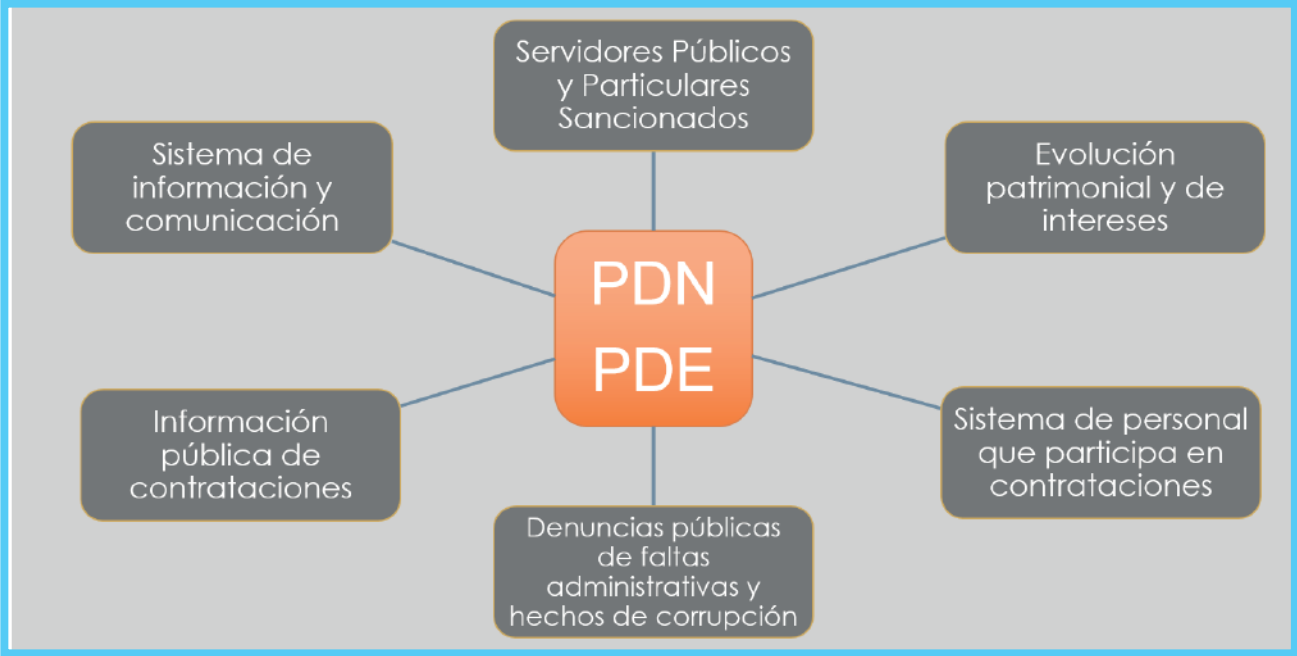 Servidores Públicos
y Particulares
Sancionados
Sistema de
información y
comunicación
Evolución
patrimonial y de
intereses
PDN
PDE
Información
pública de
contrataciones
Sistema de personal
que participa en
contrataciones
Denuncias públicas
de faltas
administrativas y
hechos de corrupción